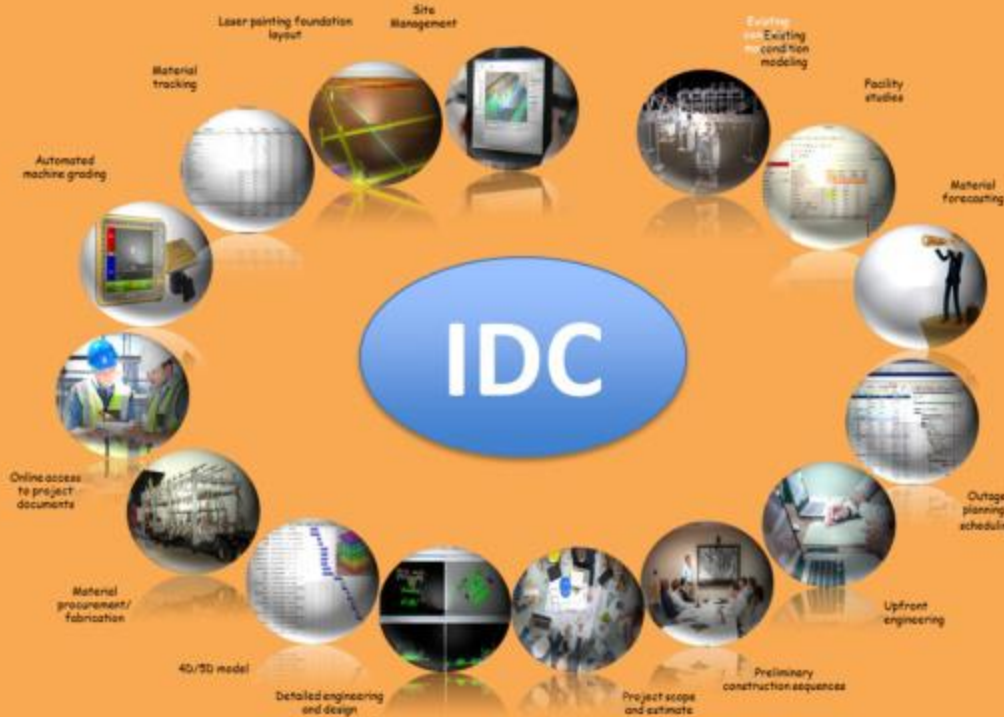 Site
Management
Laser painting foundation
layout
Existing
condition
modeling
Material
tracking
Facility
studies
Automated
machine grading
Material
forecasting
IDC
Online access
to project
documents
Outage
planning
schedulin
Material
procurement/
fabrication
Upfront
engineering
4D/5D model
Preliminary
construction sequences
Detailed engineering
and design
Project scope
and estimate